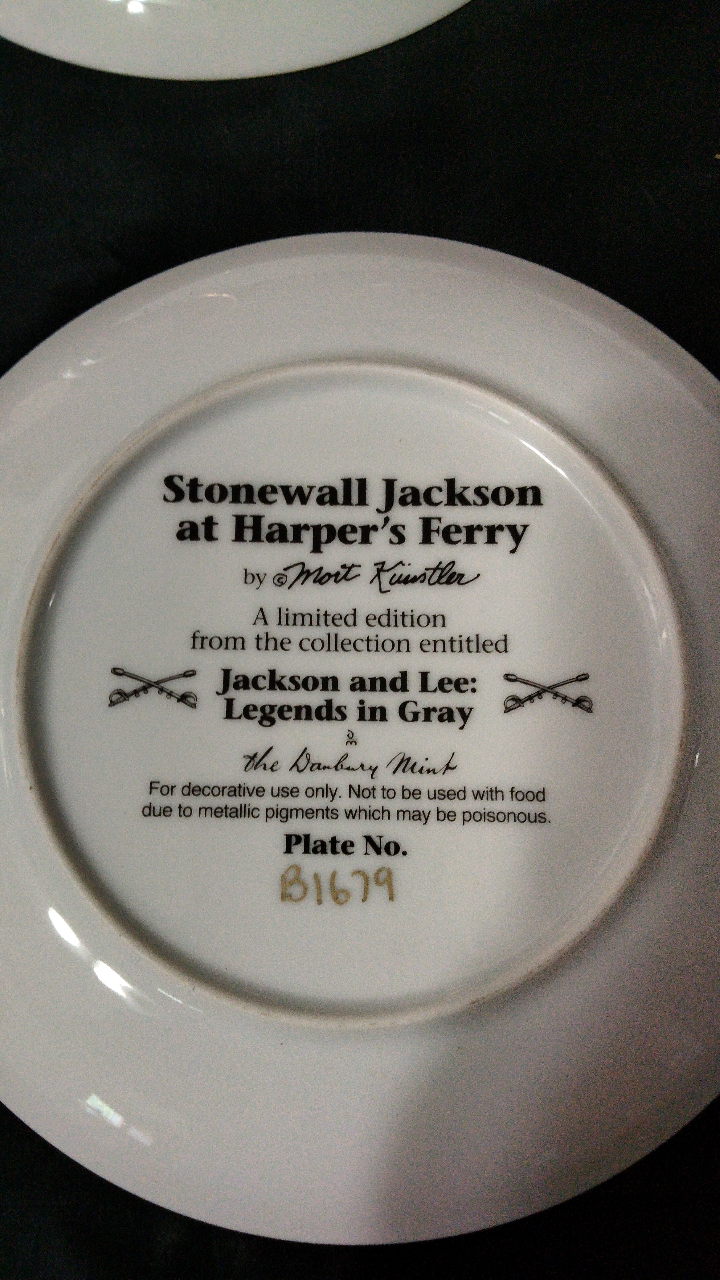 Stonewall Jackson
at Harper's Ferry
by © Mort Künstler
A limited edition
from the collection entitled
Jackson and Lee:
Legends in Gray
the Danbury Mint
For decorative use only. Not to be used with food
due to metallic pigments which may be poisonous.
Plate No.
B1679